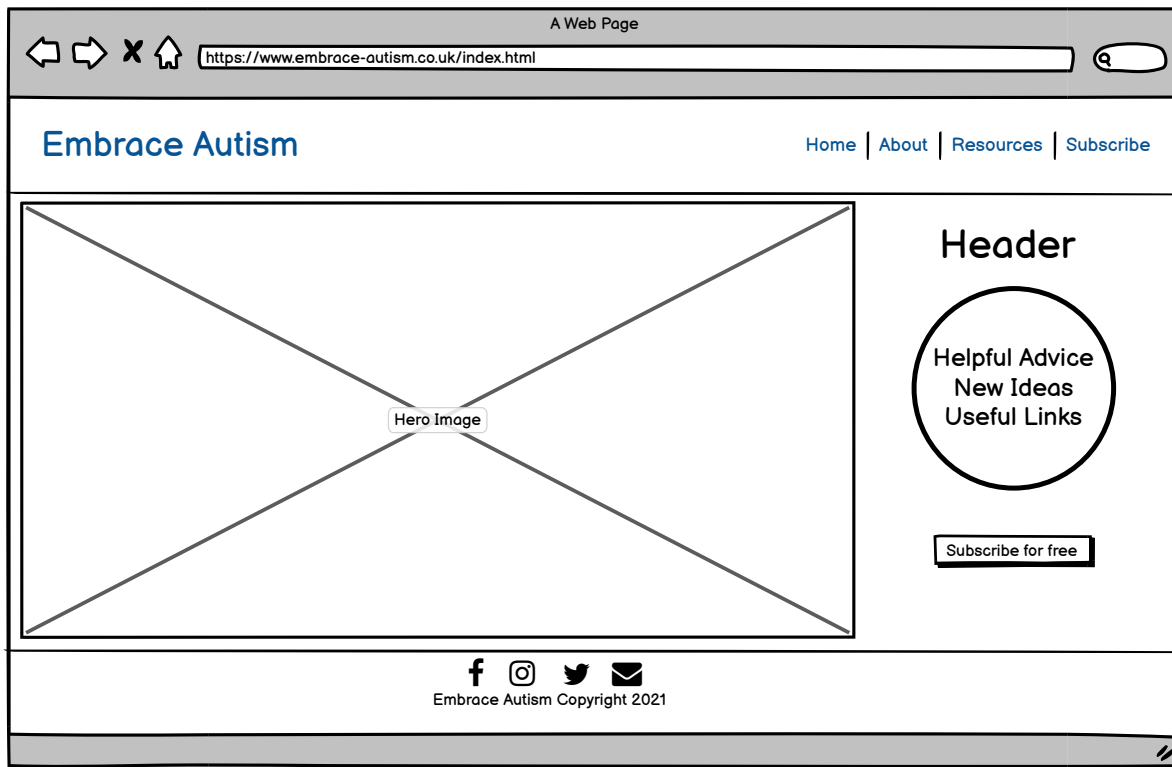 A Web Page
https://www.embrace-autism.co.uk/index.html
Embrace Autism
Home | About | Resources | Subscribe
Header
Helpful Advice
New Ideas
Useful Links
Hero Image
Subscribe for free
Embrace Autism Copyright 2021